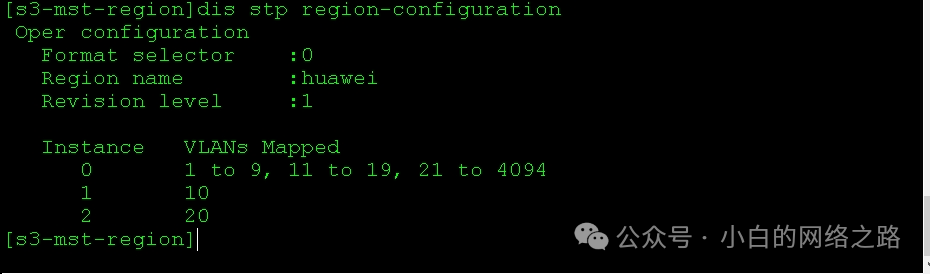 [s3-mst-region]dis stp region-configuration
 Oper configuration
   Format selector    :0
   Region name        :huawei
   Revision level     :1

   Instance   VLANs Mapped
      0       1 to 9, 11 to 19, 21 to 4094
      1       10
      2       20
[s3-mst-region]
公众号 · 小白的网络之路